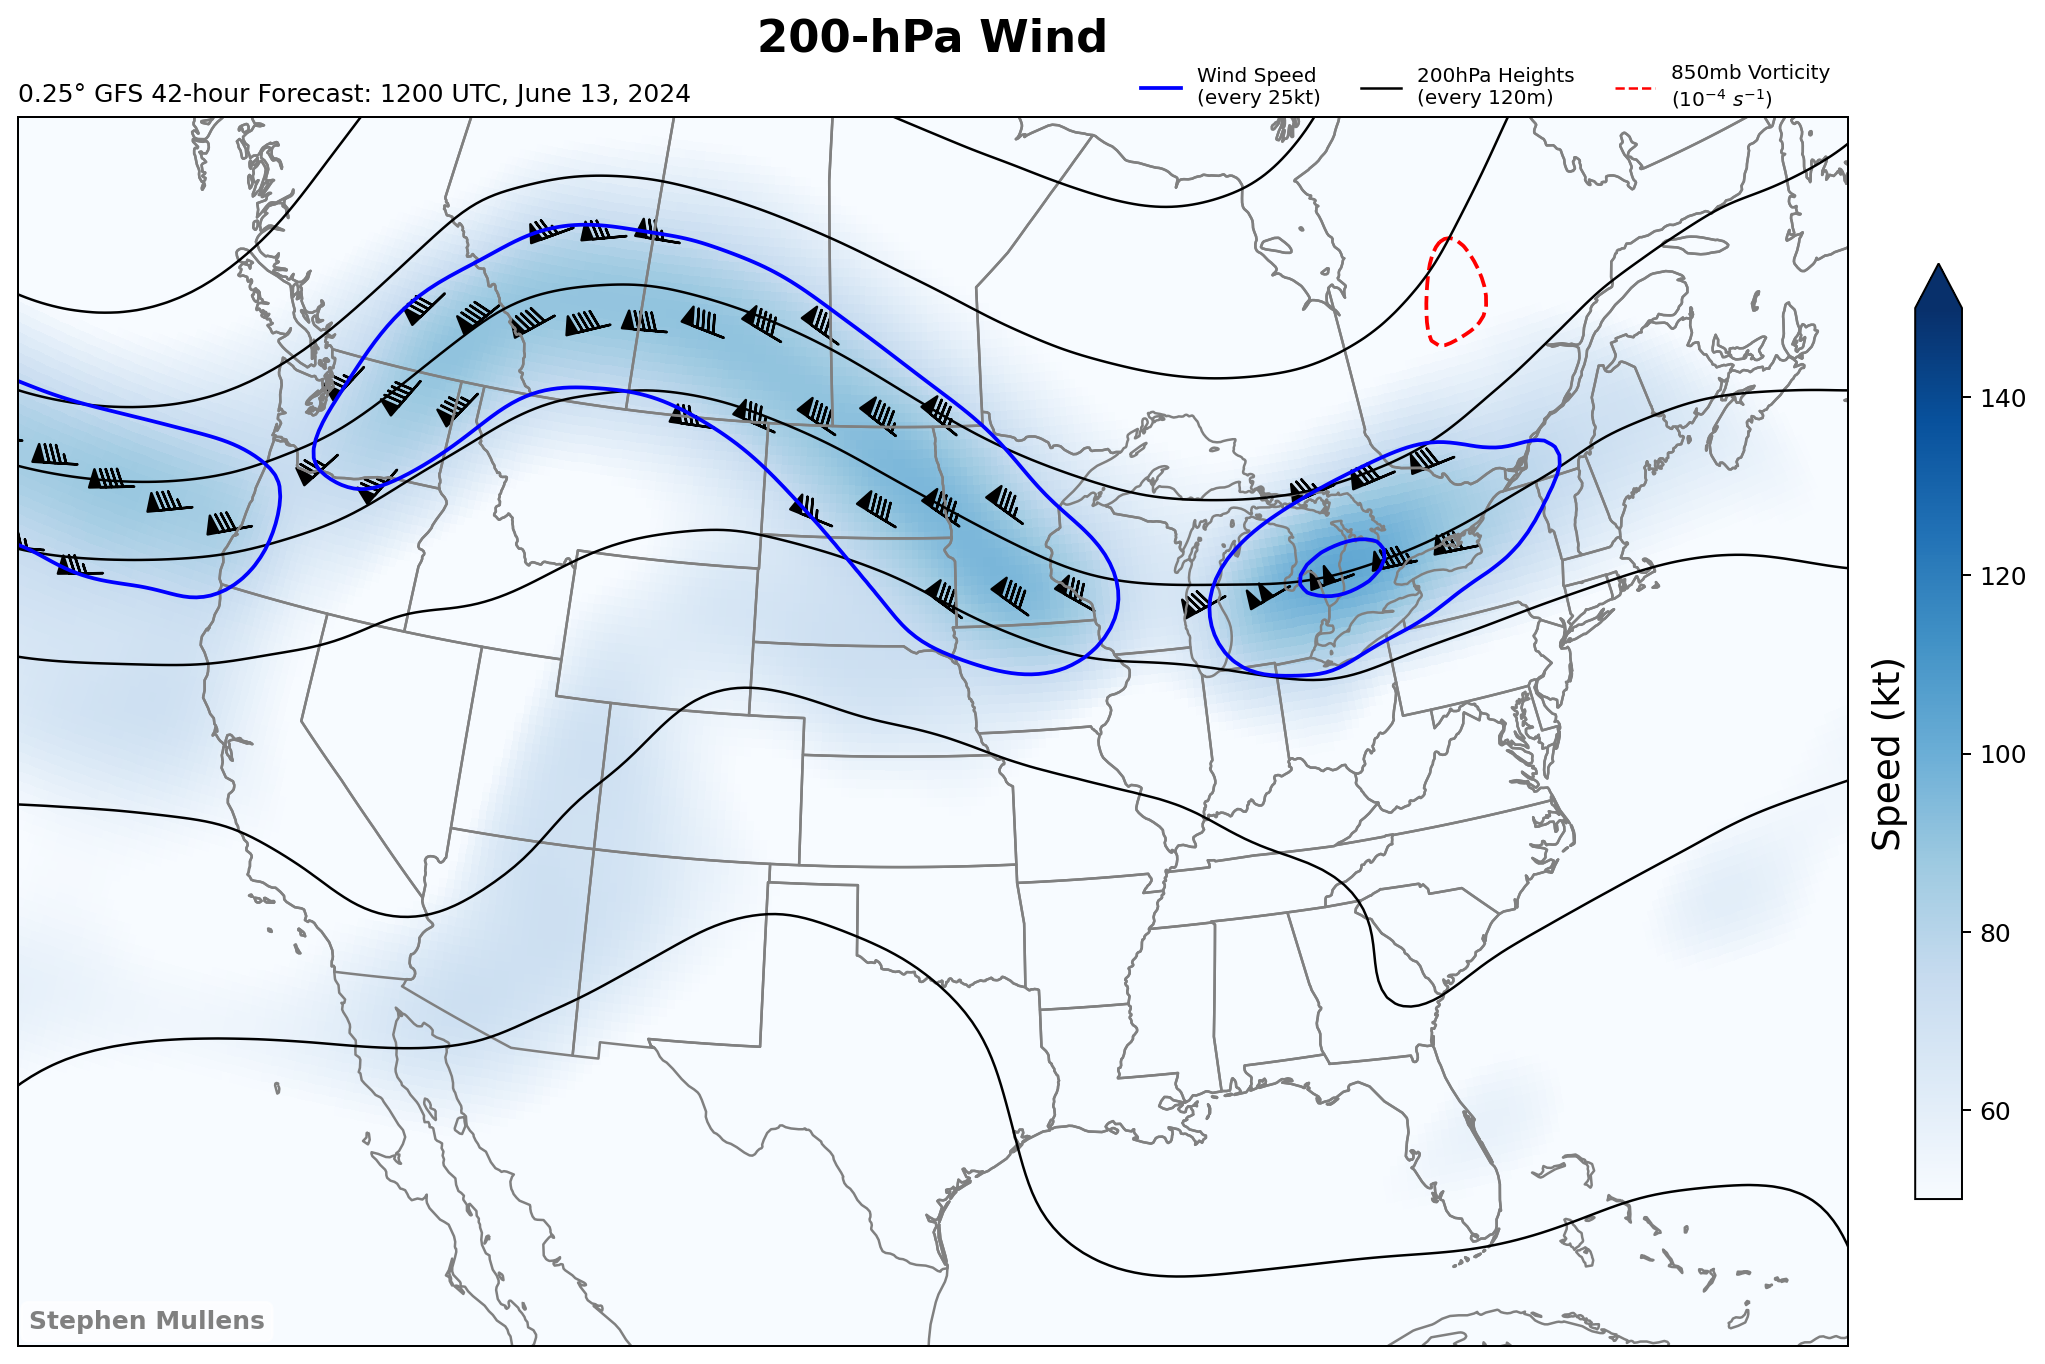 200-hPa Wind
0.25° GFS 42-hour Forecast: 1200 UTC, June 13, 2024
Wind Speed
(every 25kt)
200hPa Heights
(every 120m)
850mb Vorticity
(10⁻⁴ s⁻¹)
140
120
100
80
60
Speed (kt)
Stephen Mullens